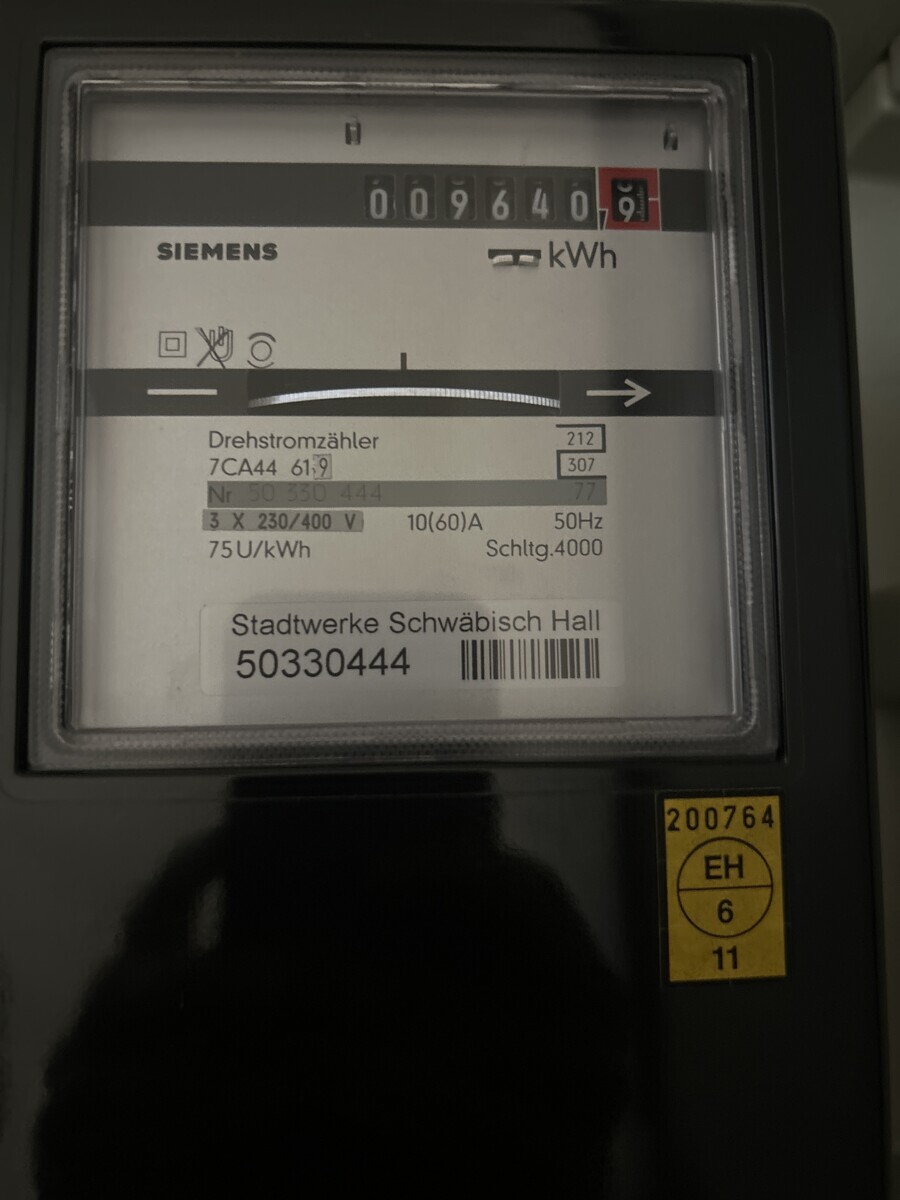 009640,9
SIEMENS
kWh
Drehstromzähler 212
7CA44 619 307
Nr 50 330 444 77
3 X 230/400 V 10(60)A 50Hz
75 U/kWh Schltg.4000
Stadtwerke Schwäbisch Hall
50330444
200764
EH
6
11